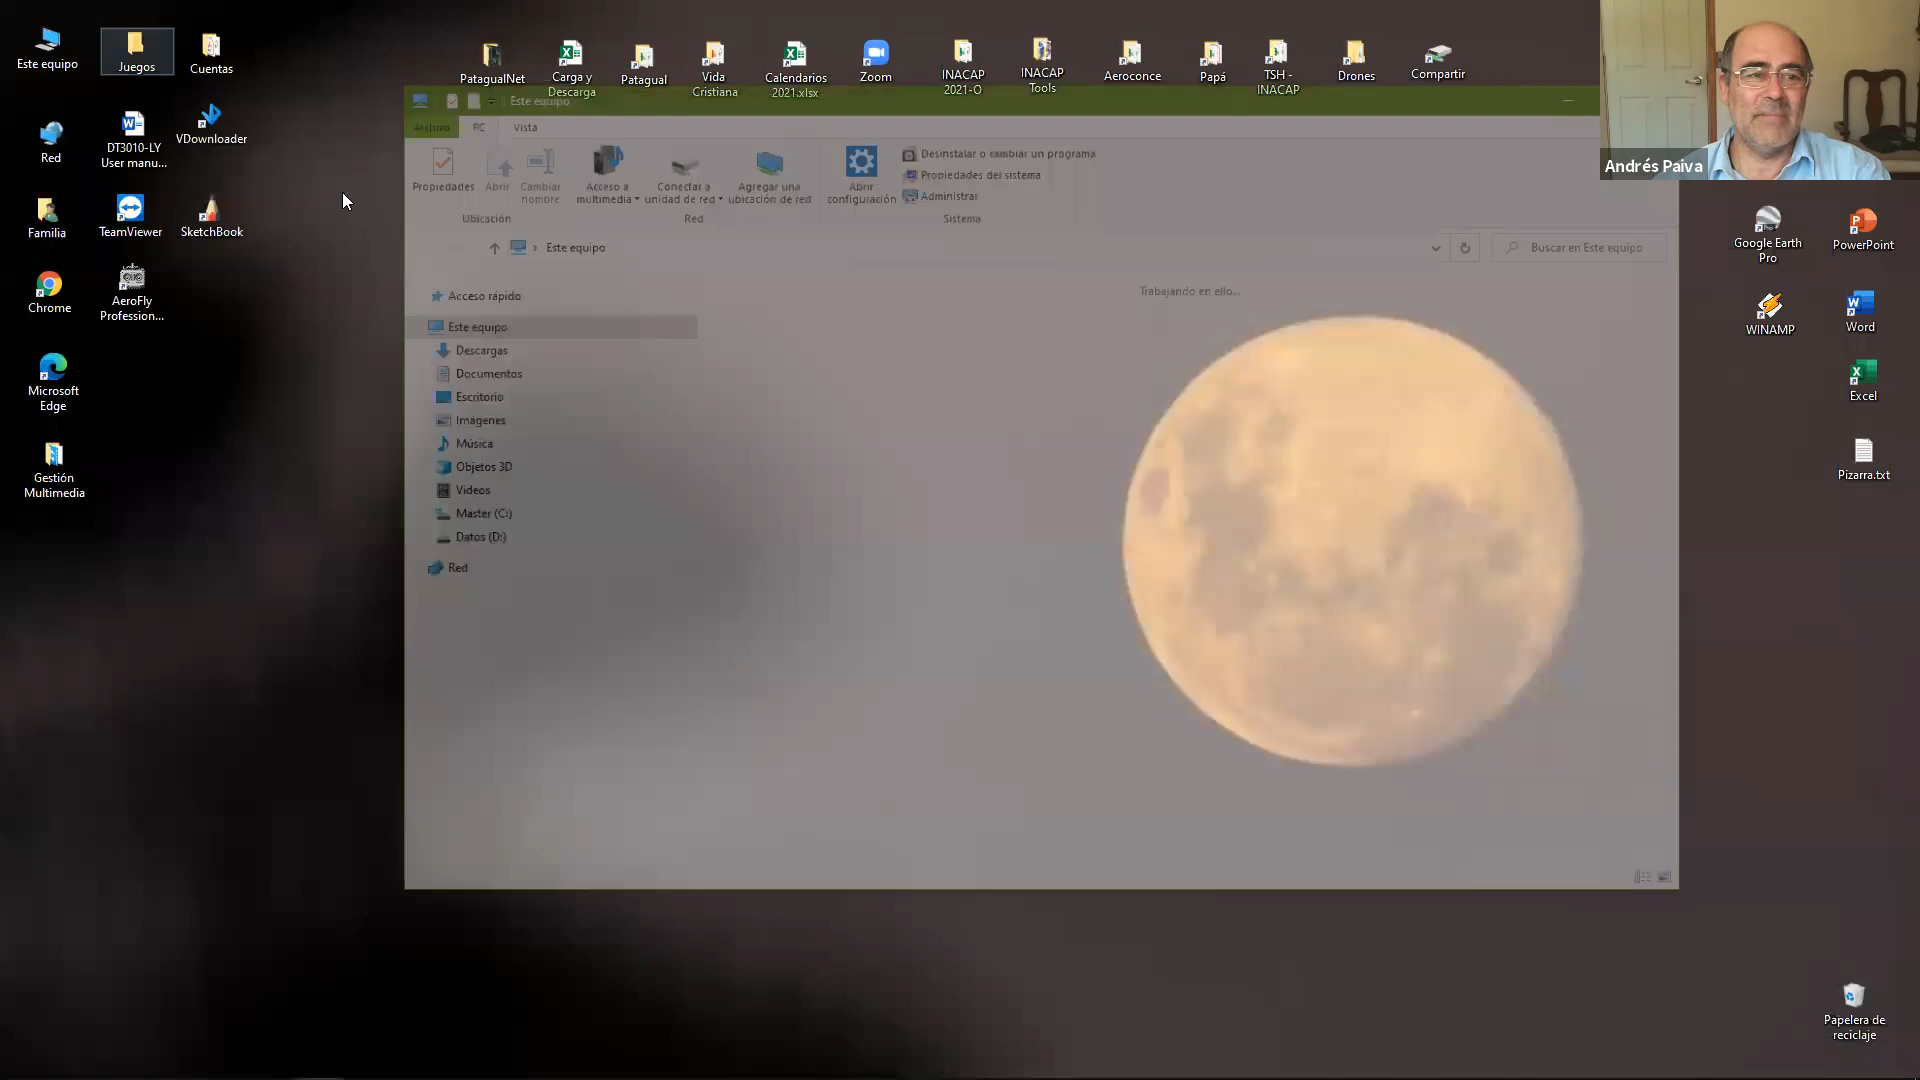 Este equipo
Juegos
Cuentas
PatagualNet
Carga y
Descarga
Patagual
Vida
Cristiana
Calendarios
2021.xlsx
Zoom
INACAP
2021-O
INACAP
Tools
Aeroconce
Papá
TSH -
INACAP
Drones
Compartir
Andrés Paiva
Red
DT3010-LY
User manu...
VDownloader
Familia
TeamViewer
SketchBook
Chrome
AeroFly
Profession...
Microsoft
Edge
Gestión
Multimedia
Este equipo
Archivo
PC
Vista
Propiedades
Abrir
Cambiar
nombre
Acceso a
multimedia
Conectar a
unidad de red
Agregar una
ubicación de red
Abrir
configuración
Desinstalar o cambiar un programa
Propiedades del sistema
Administrar
Ubicación
Red
Sistema
Este equipo
Buscar en Este equipo
Acceso rápido
Este equipo
Descargas
Documentos
Escritorio
Imágenes
Música
Objetos 3D
Videos
Master (C:)
Datos (D:)
Red
Trabajando en ello...
Google Earth
Pro
PowerPoint
WINAMP
Word
Excel
Pizarra.txt
Papelera de
reciclaje